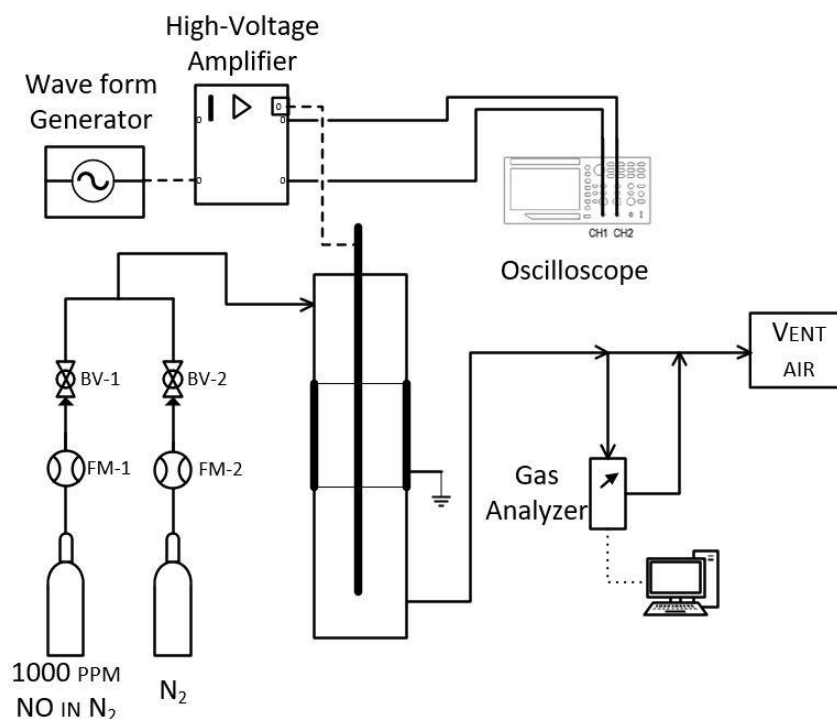 High-Voltage
Amplifier
Wave form
Generator
CH1 CH2
Oscilloscope
VENT
AIR
BV-1
BV-2
FM-1
FM-2
Gas
Analyzer
1000 PPM
NO IN N₂
N₂